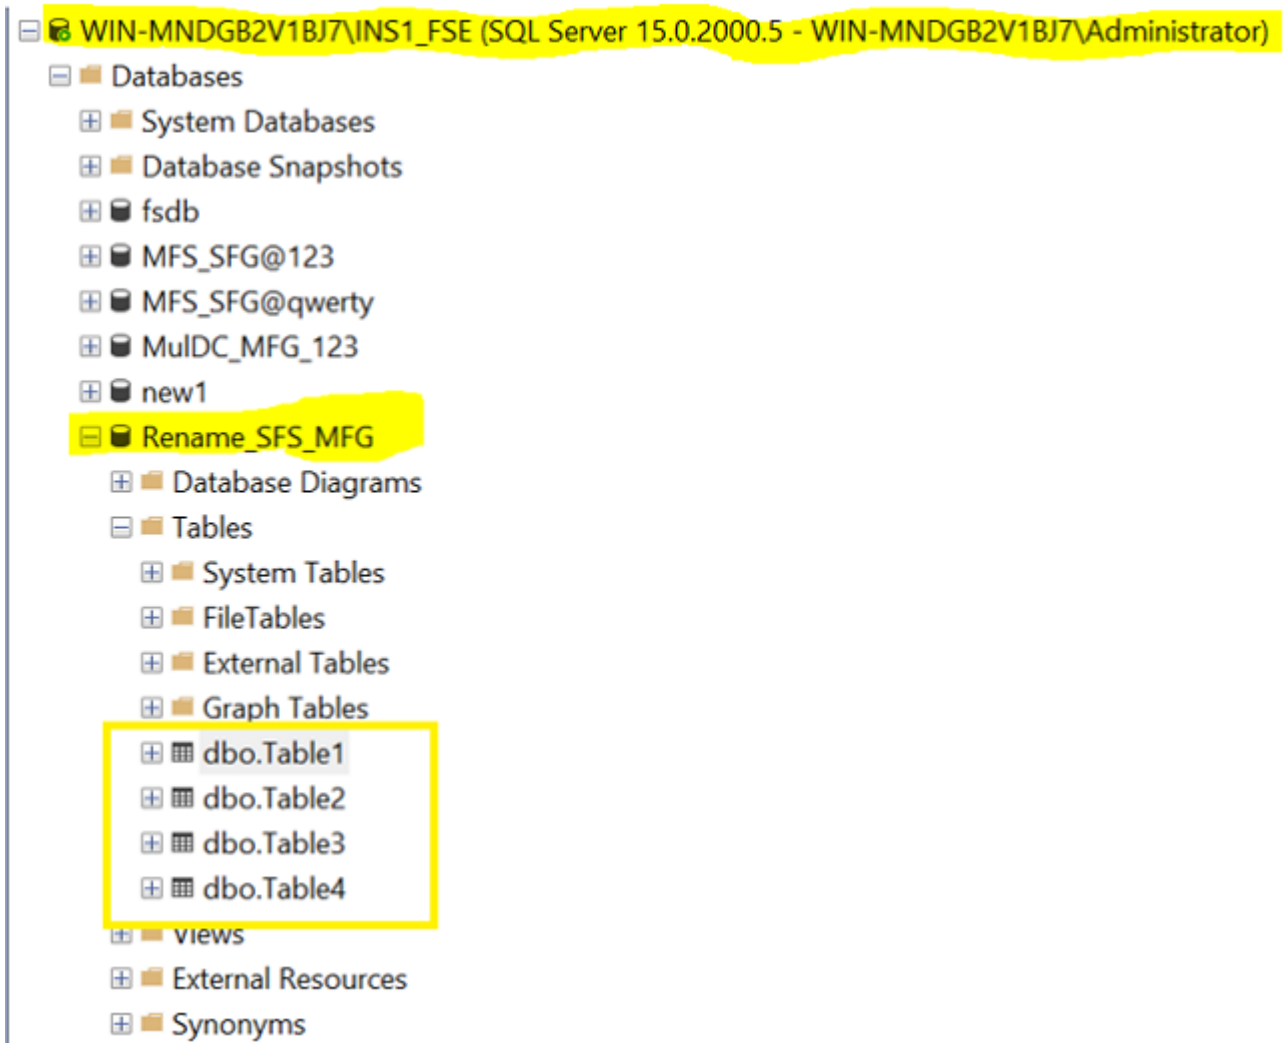 WIN-MNDGB2V1BJ7\INS1_FSE (SQL Server 15.0.2000.5 - WIN-MNDGB2V1BJ7\Administrator)
Databases
System Databases
Database Snapshots
fsdb
MFS_SFG@123
MFS_SFG@qwerty
MulDC_MFG_123
new1
Rename_SFS_MFG
Database Diagrams
Tables
System Tables
FileTables
External Tables
Graph Tables
dbo.Table1
dbo.Table2
dbo.Table3
dbo.Table4
Views
External Resources
Synonyms